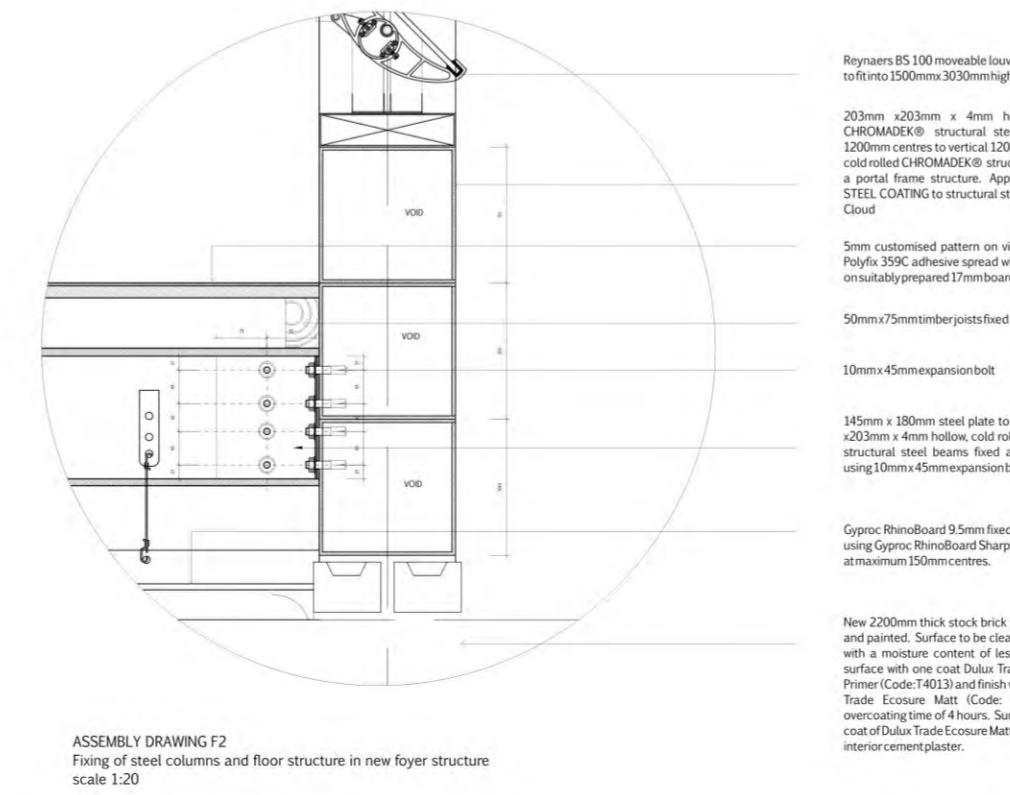 Reynaers BS 100 moveable louv
to fit into 1500mmx 3030mm high
203mm x203mm x 4mm h
CHROMADEK® structural ste
1200mm centres to vertical 120
cold rolled CHROMADEK® struc
a portal frame structure. App
STEEL COATING to structural st
Cloud
VOID
5mm customised pattern on vi
Polyfix 359C adhesive spread wi
on suitably prepared 17mm boar
50mm x 75mm timber joists fixed
VOID
10mm x 45mm expansion bolt
145mm x 180mm steel plate to
x203mm x 4mm hollow, cold rol
structural steel beams fixed a
using 10mm x 45mm expansion b
VOID
Gyproc RhinoBoard 9.5mm fixed
using Gyproc RhinoBoard Sharp
at maximum 150mm centres.
New 2200mm thick stock brick
and painted. Surface to be clea
with a moisture content of les
surface with one coat Dulux Tra
Primer (Code:T4013) and finish
Trade Ecosure Matt (Code:
overcoating time of 4 hours. Sur
coat of Dulux Trade Ecosure Mat
interior cement plaster.
ASSEMBLY DRAWING F2
Fixing of steel columns and floor structure in new foyer structure
scale 1:20